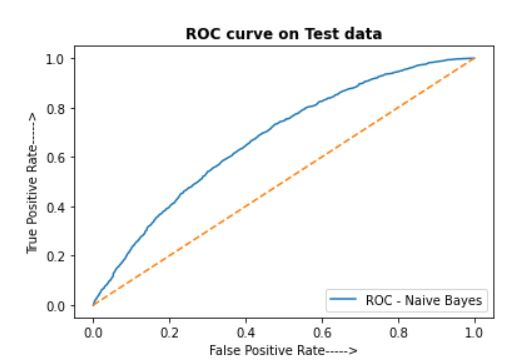 ROC curve on Test data
True Positive Rate----->
1.0
0.8
0.6
0.4
0.2
0.0
ROC - Naive Bayes
0.0 0.2 0.4 0.6 0.8 1.0
False Positive Rate----->